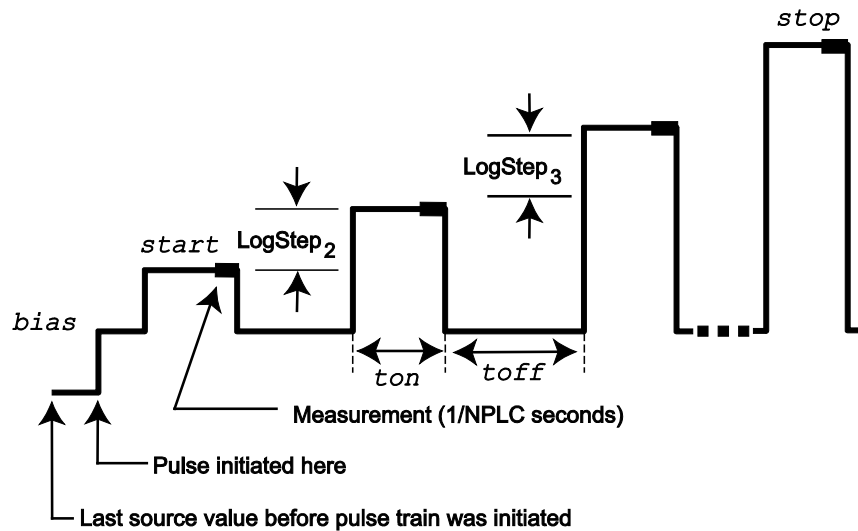 stop
LogStep3
start
LogStep2
bias
ton
toff
Measurement (1/NPLC seconds)
Pulse initiated here
Last source value before pulse train was initiated